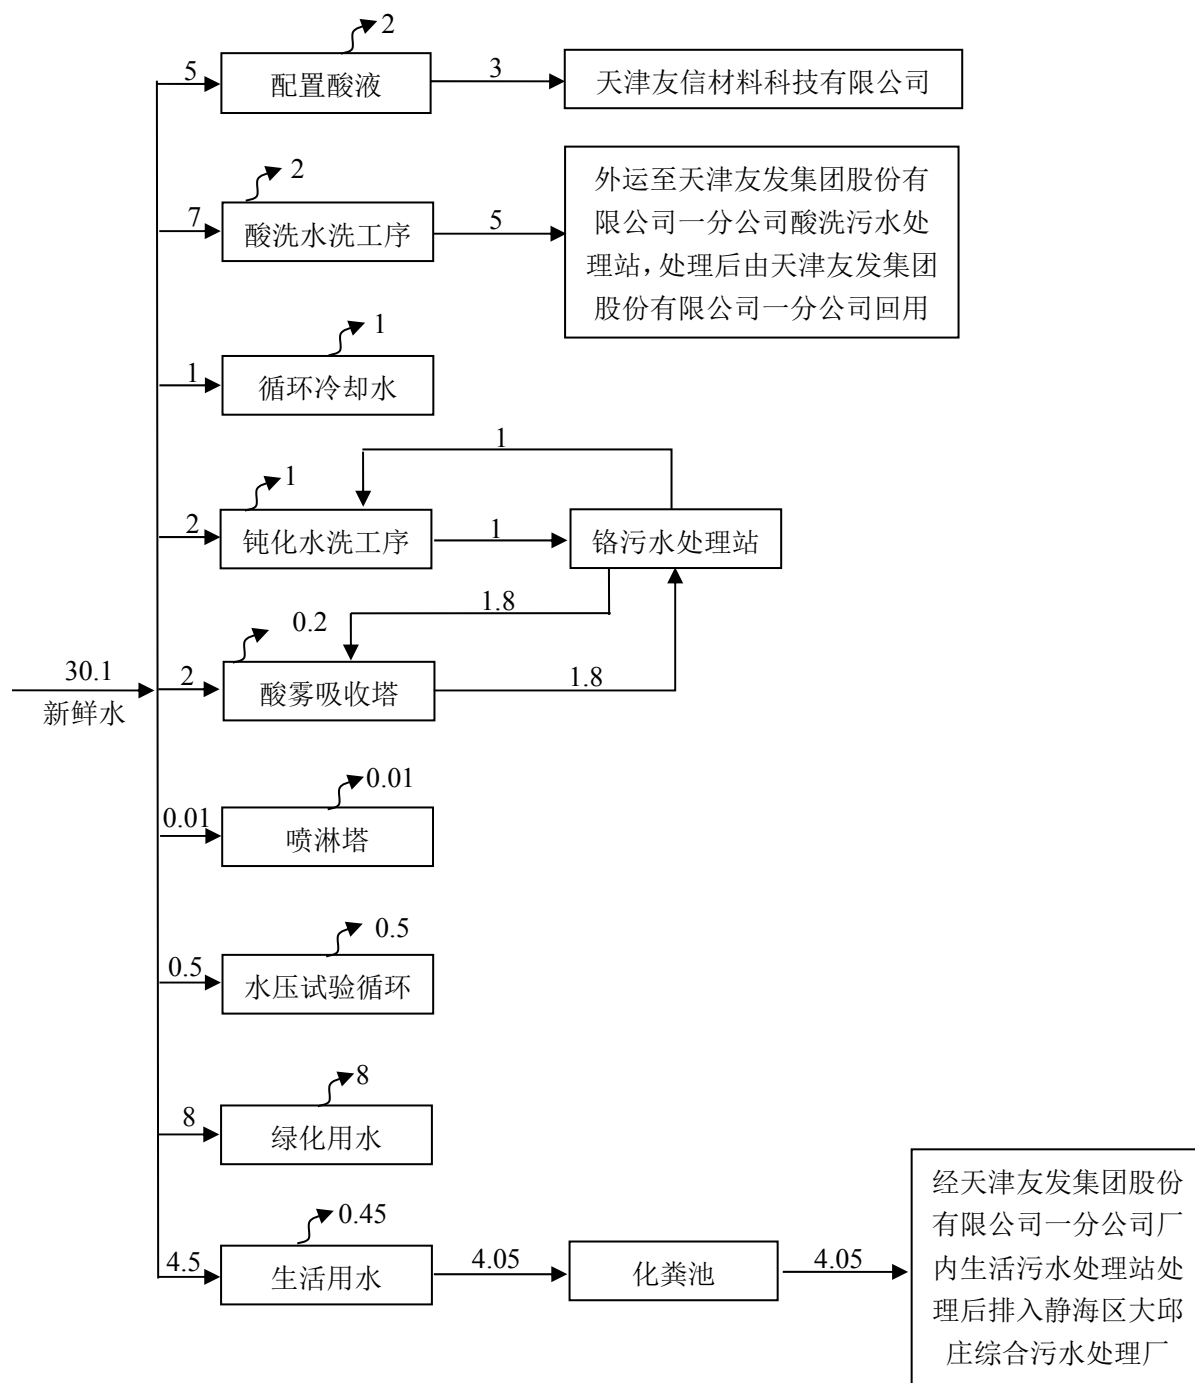 2
5
配置酸液
3
天津友信材料科技有限公司
2
7
酸洗水洗工序
5
外运至天津友发集团股份有
限公司一分公司酸洗污水处
理站，处理后由天津友发集团
股份有限公司一分公司回用
1
1
循环冷却水
1
1
2
钝化水洗工序
1
铬污水处理站
1.8
0.2
30.1
新鲜水
2
酸雾吸收塔
1.8
0.01
0.01
喷淋塔
0.5
0.5
水压试验循环
8
8
绿化用水
0.45
4.5
生活用水
4.05
化粪池
4.05
经天津友发集团股份
有限公司一分公司厂
内生活污水处理站处
理后排入静海区大邱
庄综合污水处理厂